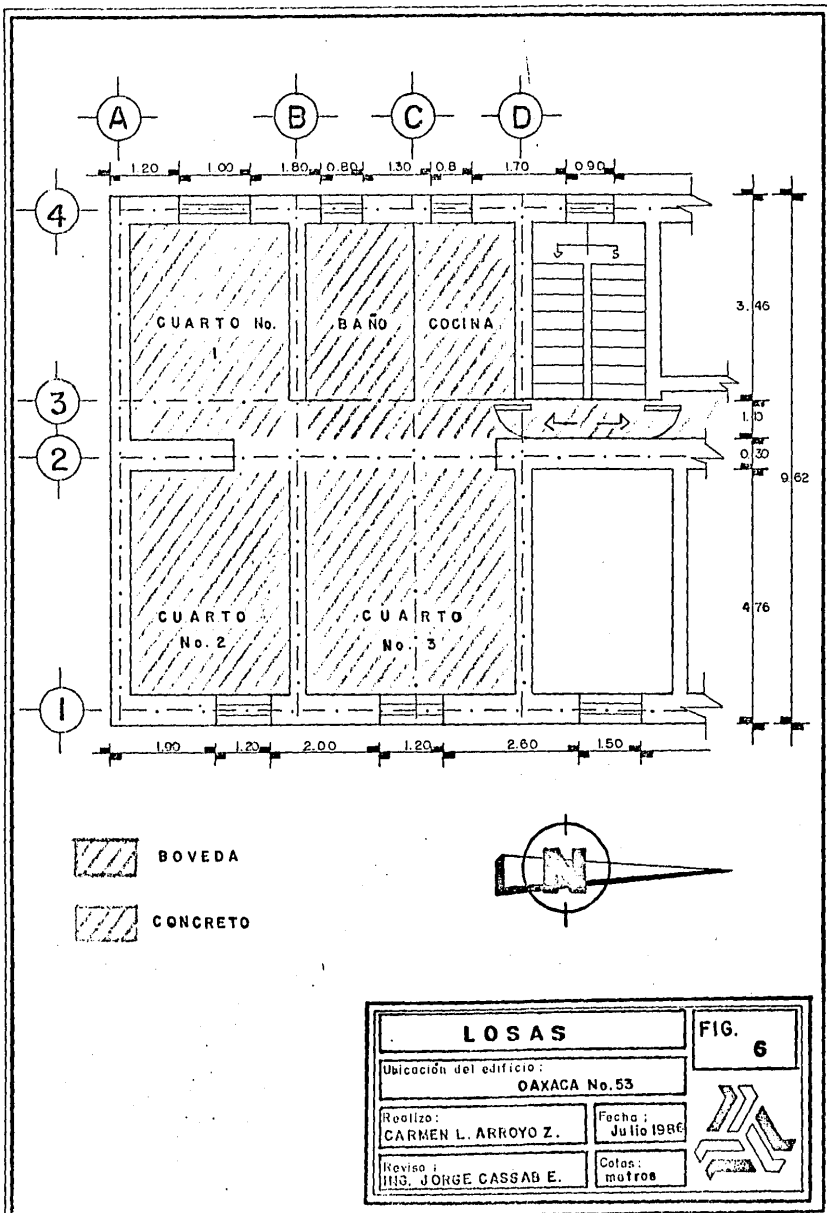 A B C D
1.20 1.00 1.80 0.80 1.30 0.8 1.70 0.90
4
S
3.46
CUARTO No.
1
BAÑO
COCINA
3
1.10
2
0.30
9.62
4.76
CUARTO
No. 2
CUARTO
No. 3
1
1.90 1.20 2.00 1.20 2.60 1.50
BOVEDA
N
CONCRETO
LOSAS
FIG.
6
Ubicación del edificio:
OAXACA No.53
Realizo:
CARMEN L. ARROYO Z.
Fecha:
Julio 1986
Reviso:
ING. JORGE CASSAB E.
Cotas:
metros